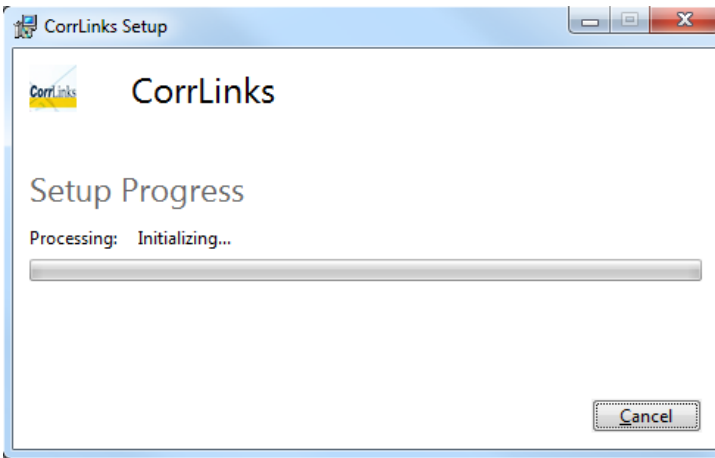 CorrLinks Setup
CorrLinks
CorrLinks
Setup Progress
Processing: Initializing...
Cancel